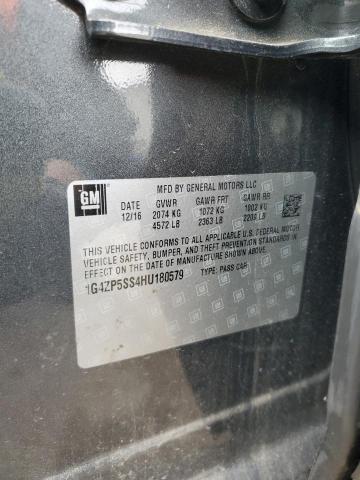 GM
MFD BY GENERAL MOTORS LLC
DATE GVWR GAWR FRT GAWR RR
12/16 2074 KG 1072 KG 1002 KG
4572 LB 2363 LB 2209 LB
THIS VEHICLE CONFORMS TO ALL APPLICABLE U.S. FEDERAL MOTOR
VEHICLE SAFETY, BUMPER, AND THEFT PREVENTION STANDARDS
IN EFFECT ON THE DATE OF MANUFACTURE SHOWN ABOVE.
1G4ZP5SS4HU180579 TYPE: PASS CAR